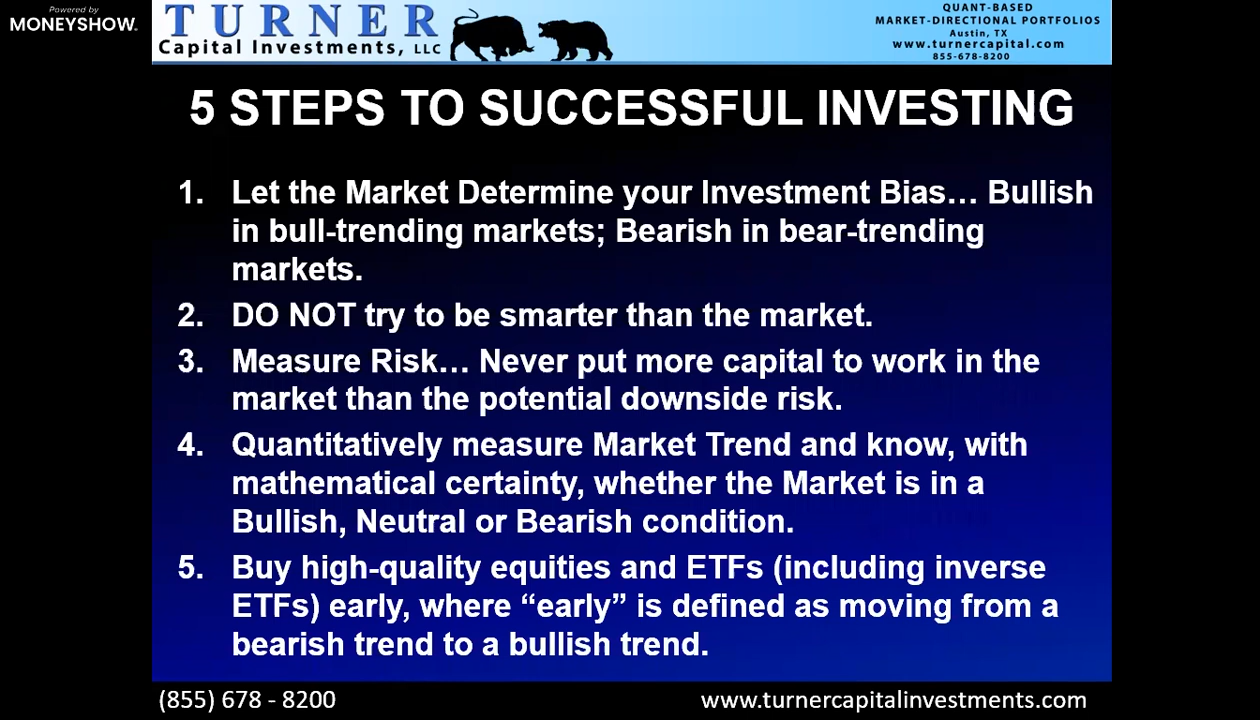 Powered by
MONEYSHOW.
TURNER
Capital Investments, LLC
QUANT-BASED
MARKET-DIRECTIONAL PORTFOLIOS
Austin, TX
www.turnercapital.com
855-678-8200
5 STEPS TO SUCCESSFUL INVESTING
1. Let the Market Determine your Investment Bias… Bullish
in bull-trending markets; Bearish in bear-trending
markets.
2. DO NOT try to be smarter than the market.
3. Measure Risk… Never put more capital to work in the
market than the potential downside risk.
4. Quantitatively measure Market Trend and know, with
mathematical certainty, whether the Market is in a
Bullish, Neutral or Bearish condition.
5. Buy high-quality equities and ETFs (including inverse
ETFs) early, where “early” is defined as moving from a
bearish trend to a bullish trend.
(855) 678 - 8200
www.turnercapitalinvestments.com